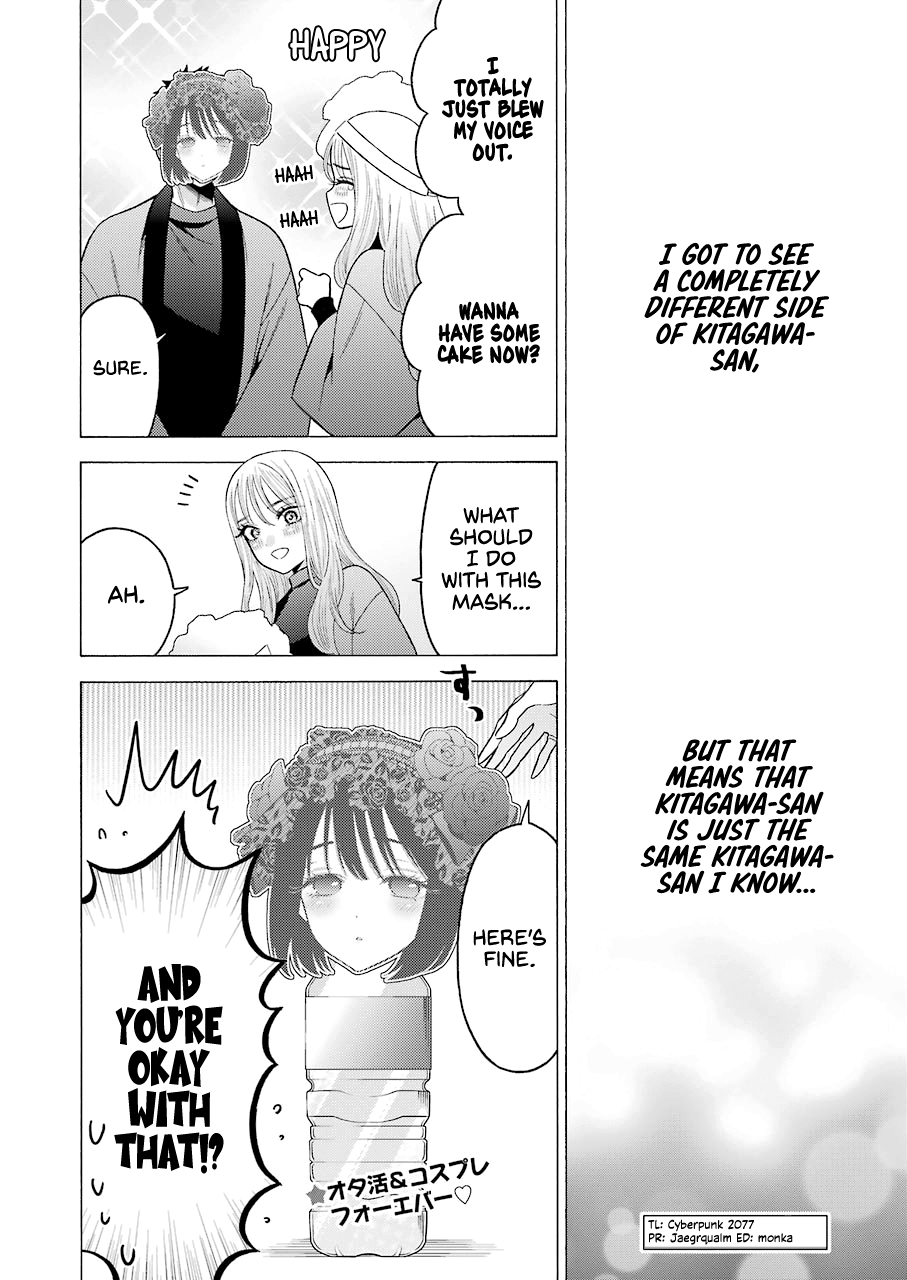 I GOT TO SEE
A COMPLETELY
DIFFERENT SIDE
OF KITAGAWA-
SAN,
BUT THAT
MEANS THAT
KITAGAWA-SAN
IS JUST THE
SAME KITAGAWA-
SAN I KNOW...
TL: Cyberpunk 2077
PR: Jaegrqualm ED: monka
I
TOTALLY
JUST BLEW
MY VOICE
OUT.
HAPPY
HAAH
HAAH
WANNA
HAVE SOME
CAKE NOW?
SURE.
WHAT
SHOULD
I DO
WITH THIS
MASK...
AH.
すっ
HERE'S
FINE.
AND
YOU'RE
OKAY
WITH
THAT!?
★オタ活&コスプレ
フォーエバー♡